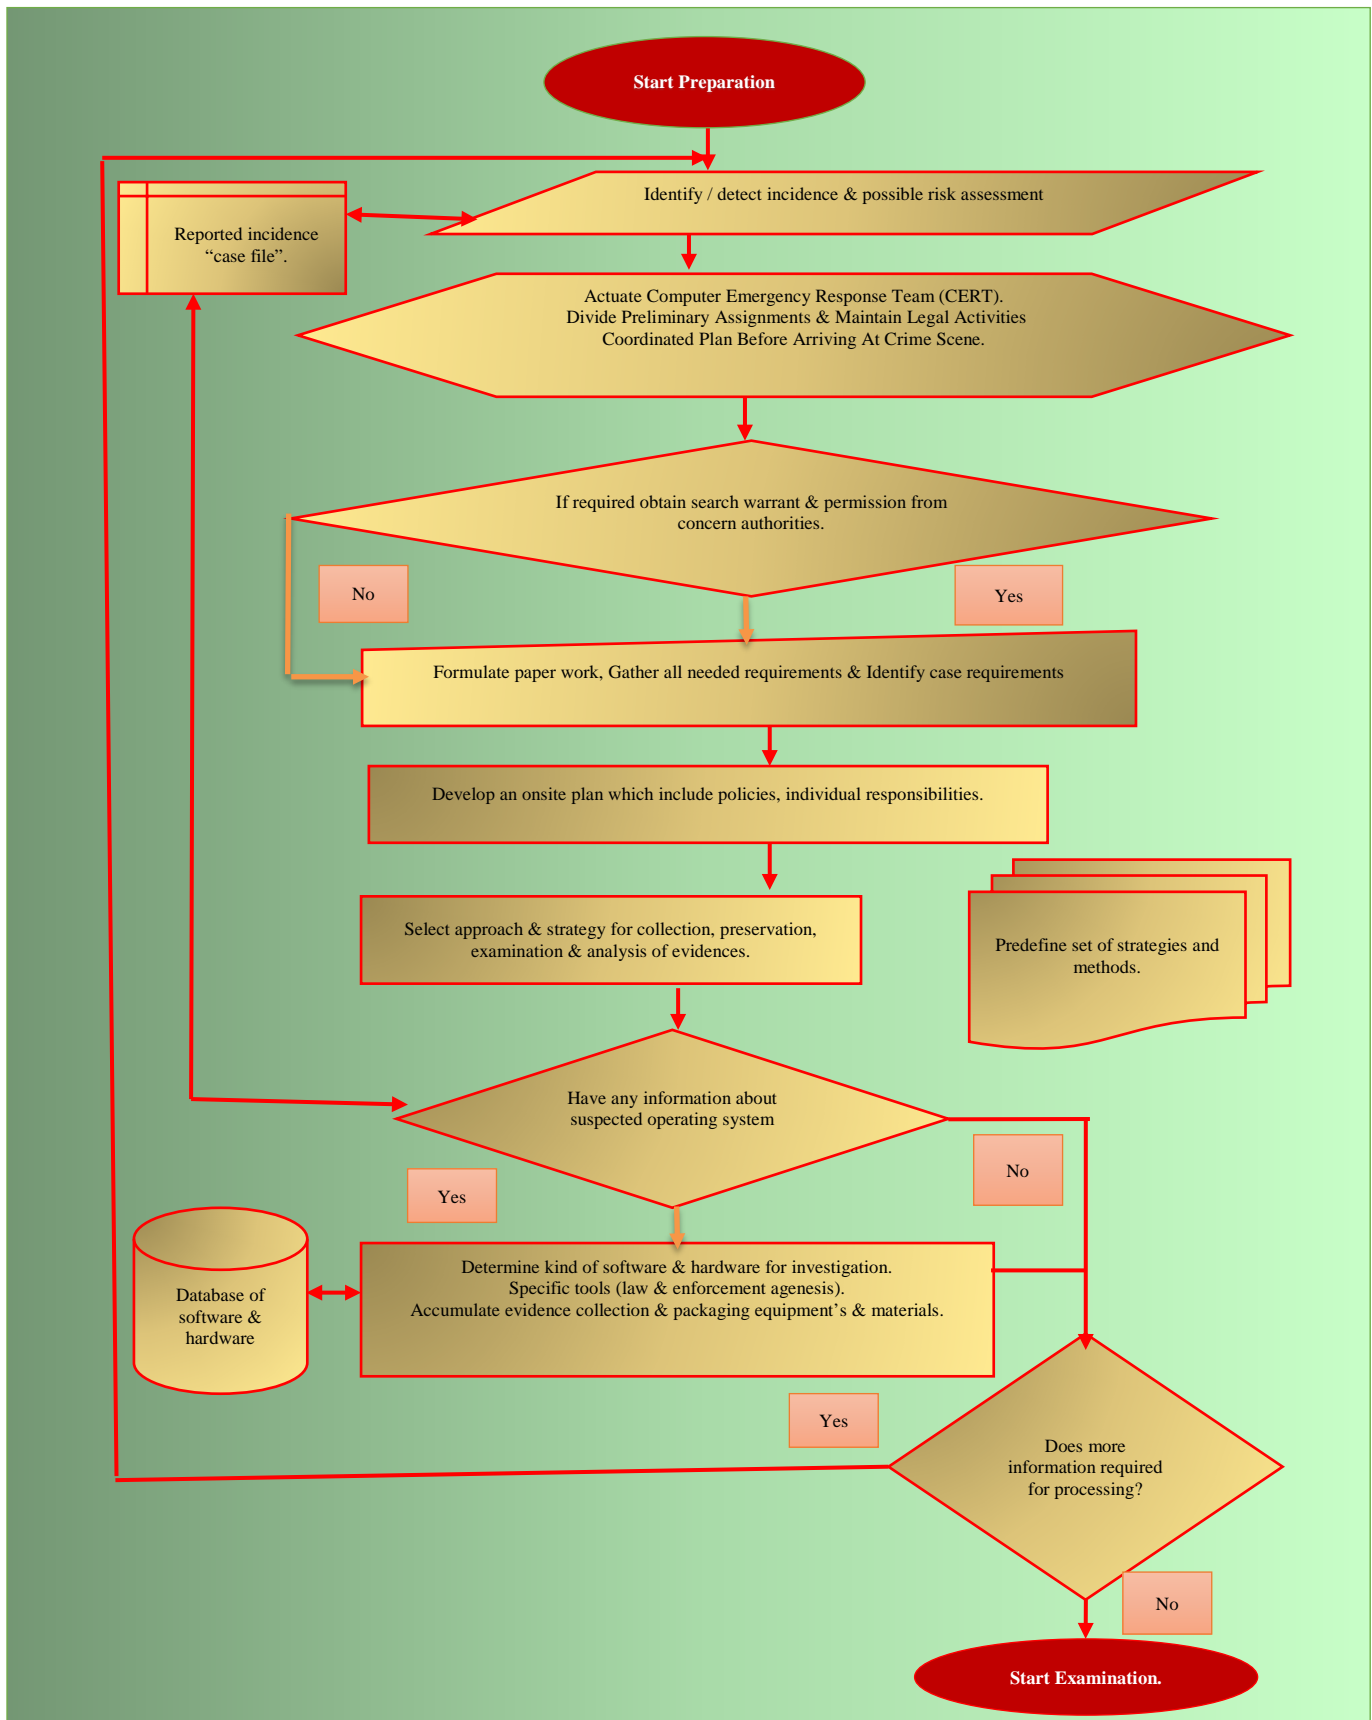 Start Preparation
Identify / detect incidence & possible risk assessment
Reported incidence
“case file”.
Actuate Computer Emergency Response Team (CERT).
Divide Preliminary Assignments & Maintain Legal Activities
Coordinated Plan Before Arriving At Crime Scene.
If required obtain search warrant & permission from
concern authorities.
No
Yes
Formulate paper work, Gather all needed requirements & Identify case requirements
Develop an onsite plan which include policies, individual responsibilities.
Select approach & strategy for collection, preservation,
examination & analysis of evidences.
Predefine set of strategies and
methods.
Have any information about
suspected operating system
No
Yes
Determine kind of software & hardware for investigation.
Specific tools (law & enforcement agenesis).
Accumulate evidence collection & packaging equipment’s & materials.
Database of
software &
hardware
Yes
Does more
information required
for processing?
No
Start Examination.